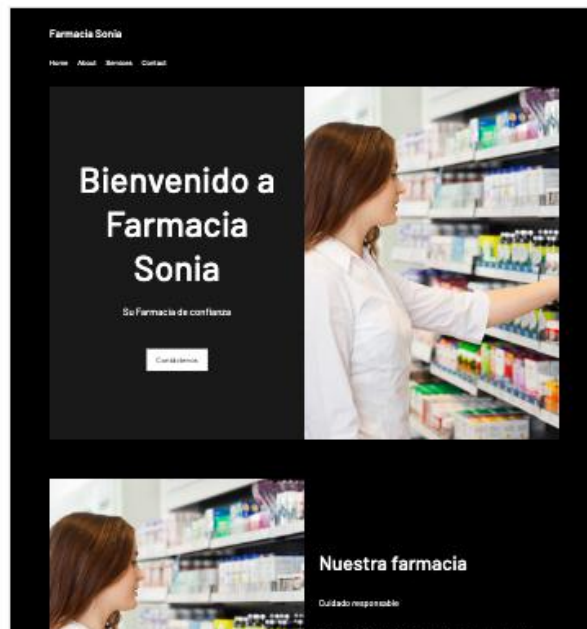 Farmacia Sonia
Home About Services Contact
Bienvenido a
Farmacia
Sonia
Su Farmacia de confianza
Contáctenos
Nuestra farmacia
Cuidado responsable